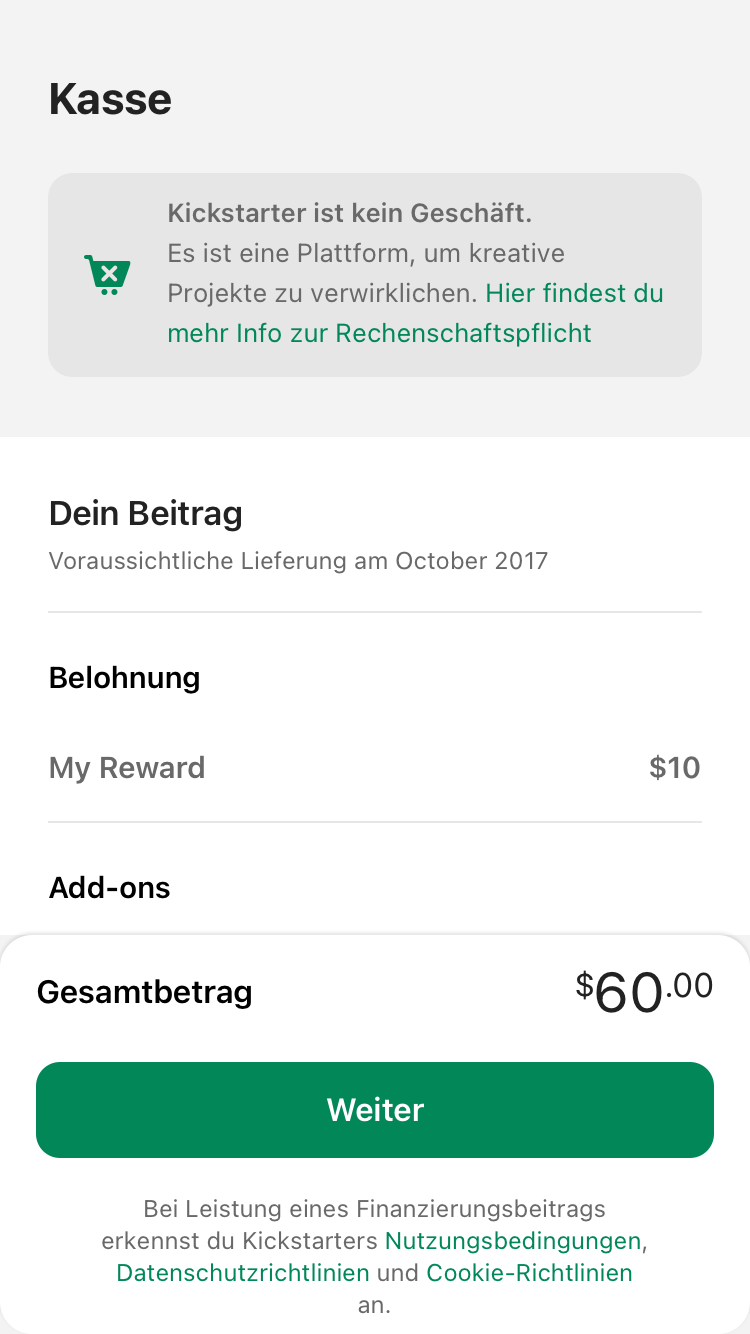 Kasse
Kickstarter ist kein Geschäft.
Es ist eine Plattform, um kreative
Projekte zu verwirklichen. Hier findest du
mehr Info zur Rechenschaftspflicht
Dein Beitrag
Voraussichtliche Lieferung am October 2017
Belohnung
My Reward $10
Add-ons
Gesamtbetrag $60.00
Weiter
Bei Leistung eines Finanzierungsbeitrags
erkennst du Kickstarters Nutzungsbedingungen,
Datenschutzrichtlinien und Cookie-Richtlinien
an.